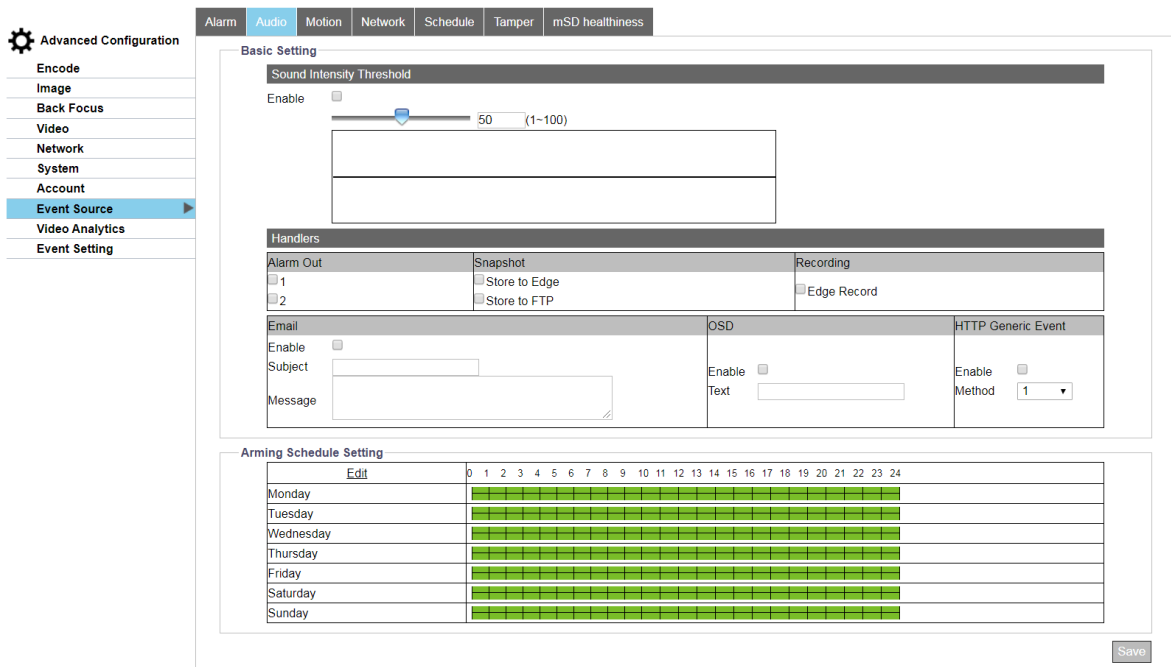 Alarm Audio Motion Network Schedule Tamper mSD healthiness
Advanced Configuration
Encode
Image
Back Focus
Video
Network
System
Account
Event Source
Video Analytics
Event Setting
Basic Setting
Sound Intensity Threshold
Enable
50 (1~100)
Handlers
Alarm Out Snapshot Recording
1 Store to Edge
Edge Record
2 Store to FTP
Email OSD HTTP Generic Event
Enable
Subject
Message
Enable
Text
Enable
Method 1
Arming Schedule Setting
Edit 0 1 2 3 4 5 6 7 8 9 10 11 12 13 14 15 16 17 18 19 20 21 22 23 24
Monday
Tuesday
Wednesday
Thursday
Friday
Saturday
Sunday
Save